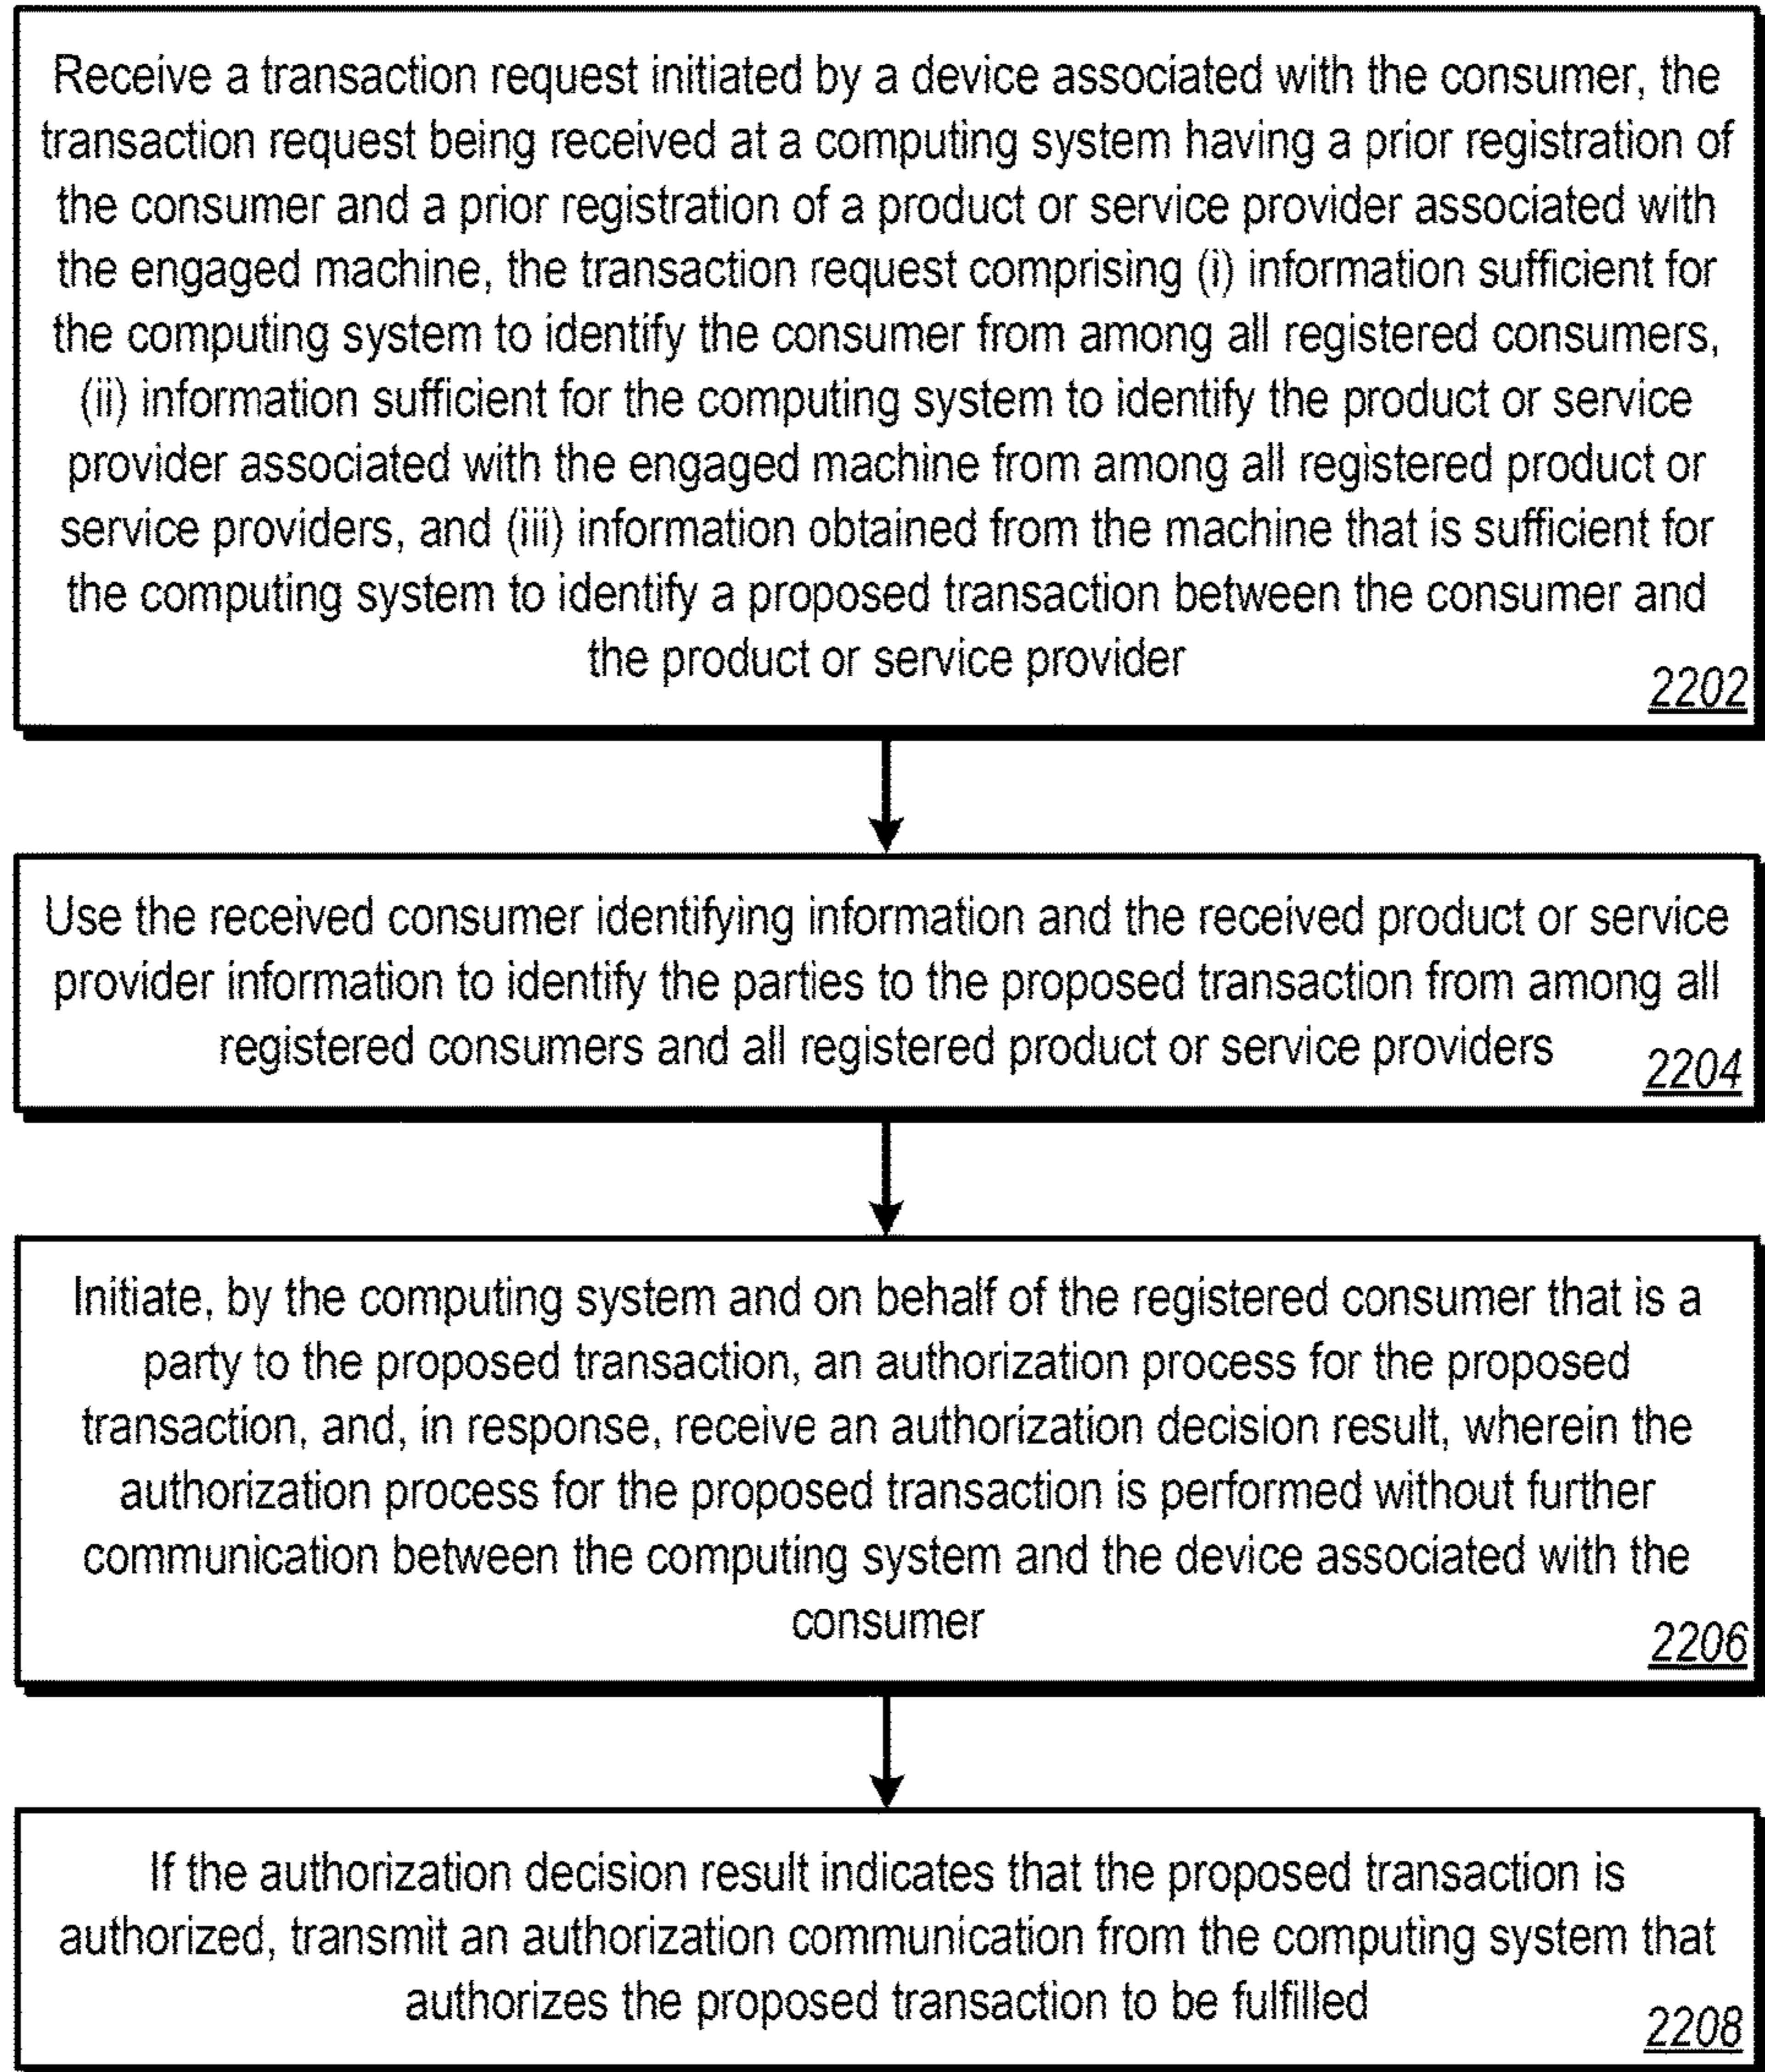 Receive a transaction request initiated by a device associated with the consumer, the
transaction request being received at a computing system having a prior registration of
the consumer and a prior registration of a product or service provider associated with
the engaged machine, the transaction request comprising (i) information sufficient for
the computing system to identify the consumer from among all registered consumers,
(ii) information sufficient for the computing system to identify the product or service
provider associated with the engaged machine from among all registered product or
service providers, and (iii) information obtained from the machine that is sufficient for
the computing system to identify a proposed transaction between the consumer and
the product or service provider
2202
Use the received consumer identifying information and the received product or service
provider information to identify the parties to the proposed transaction from among all
registered consumers and all registered product or service providers
2204
Initiate, by the computing system and on behalf of the registered consumer that is a
party to the proposed transaction, an authorization process for the proposed
transaction, and, in response, receive an authorization decision result, wherein the
authorization process for the proposed transaction is performed without further
communication between the computing system and the device associated with the
consumer
2206
If the authorization decision result indicates that the proposed transaction is
authorized, transmit an authorization communication from the computing system that
authorizes the proposed transaction to be fulfilled
2208